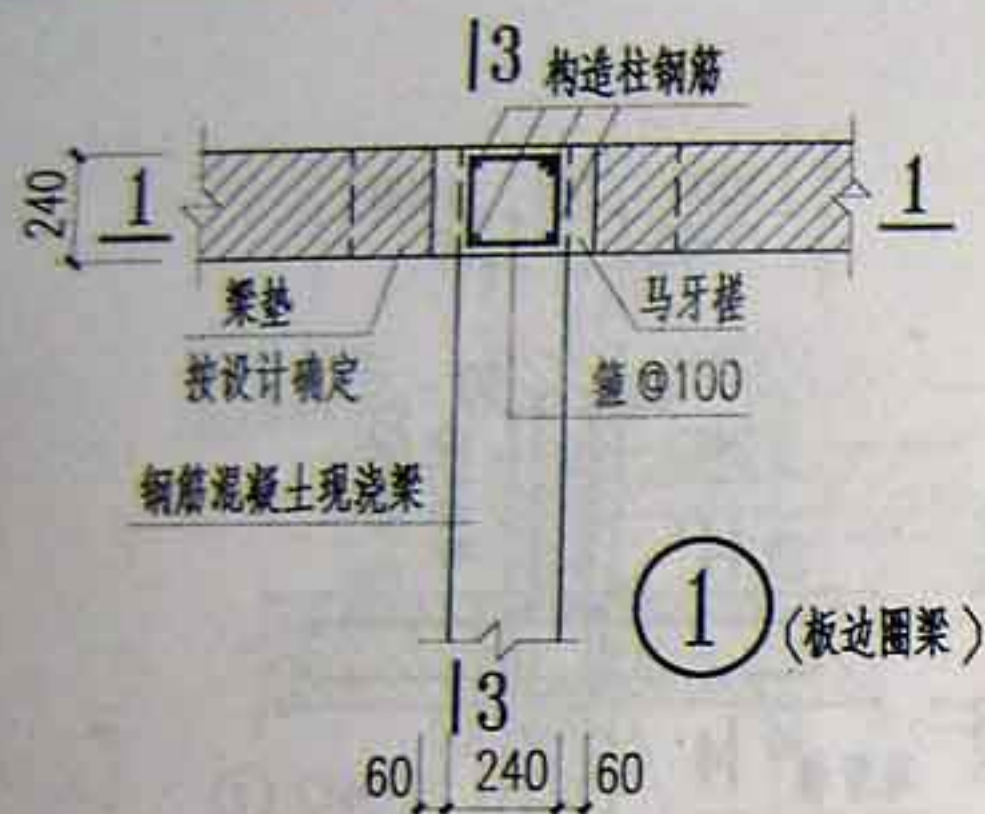 3 构造柱钢筋
240
1
1
梁垫
按设计确定
马牙槎
箍@100
钢筋混凝土现浇梁
1
(板边圈梁)
3
60 240 60